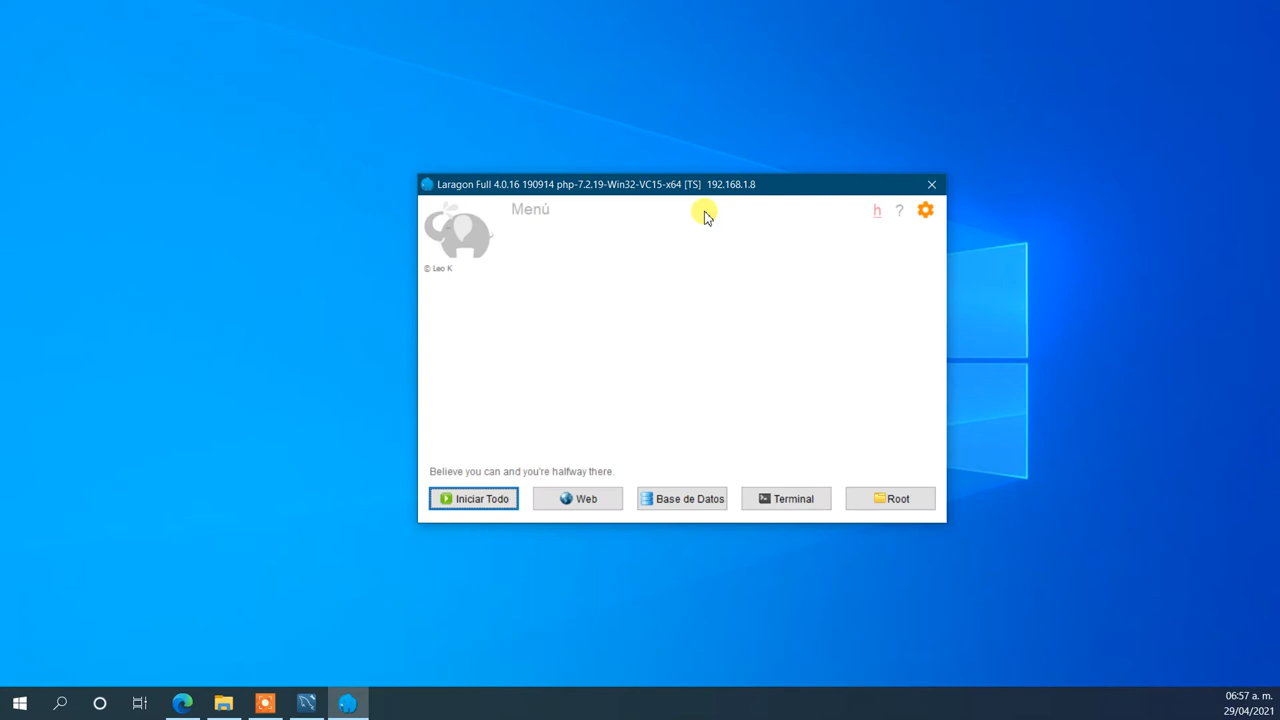 Laragon Full 4.0.16 190914 php-7.2.19-Win32-VC15-x64 [TS] 192.168.1.8
Menú
h ?
© Leo K
Believe you can and you're halfway there.
Iniciar Todo Web Base de Datos Terminal Root
06:57 a. m.
29/04/2021